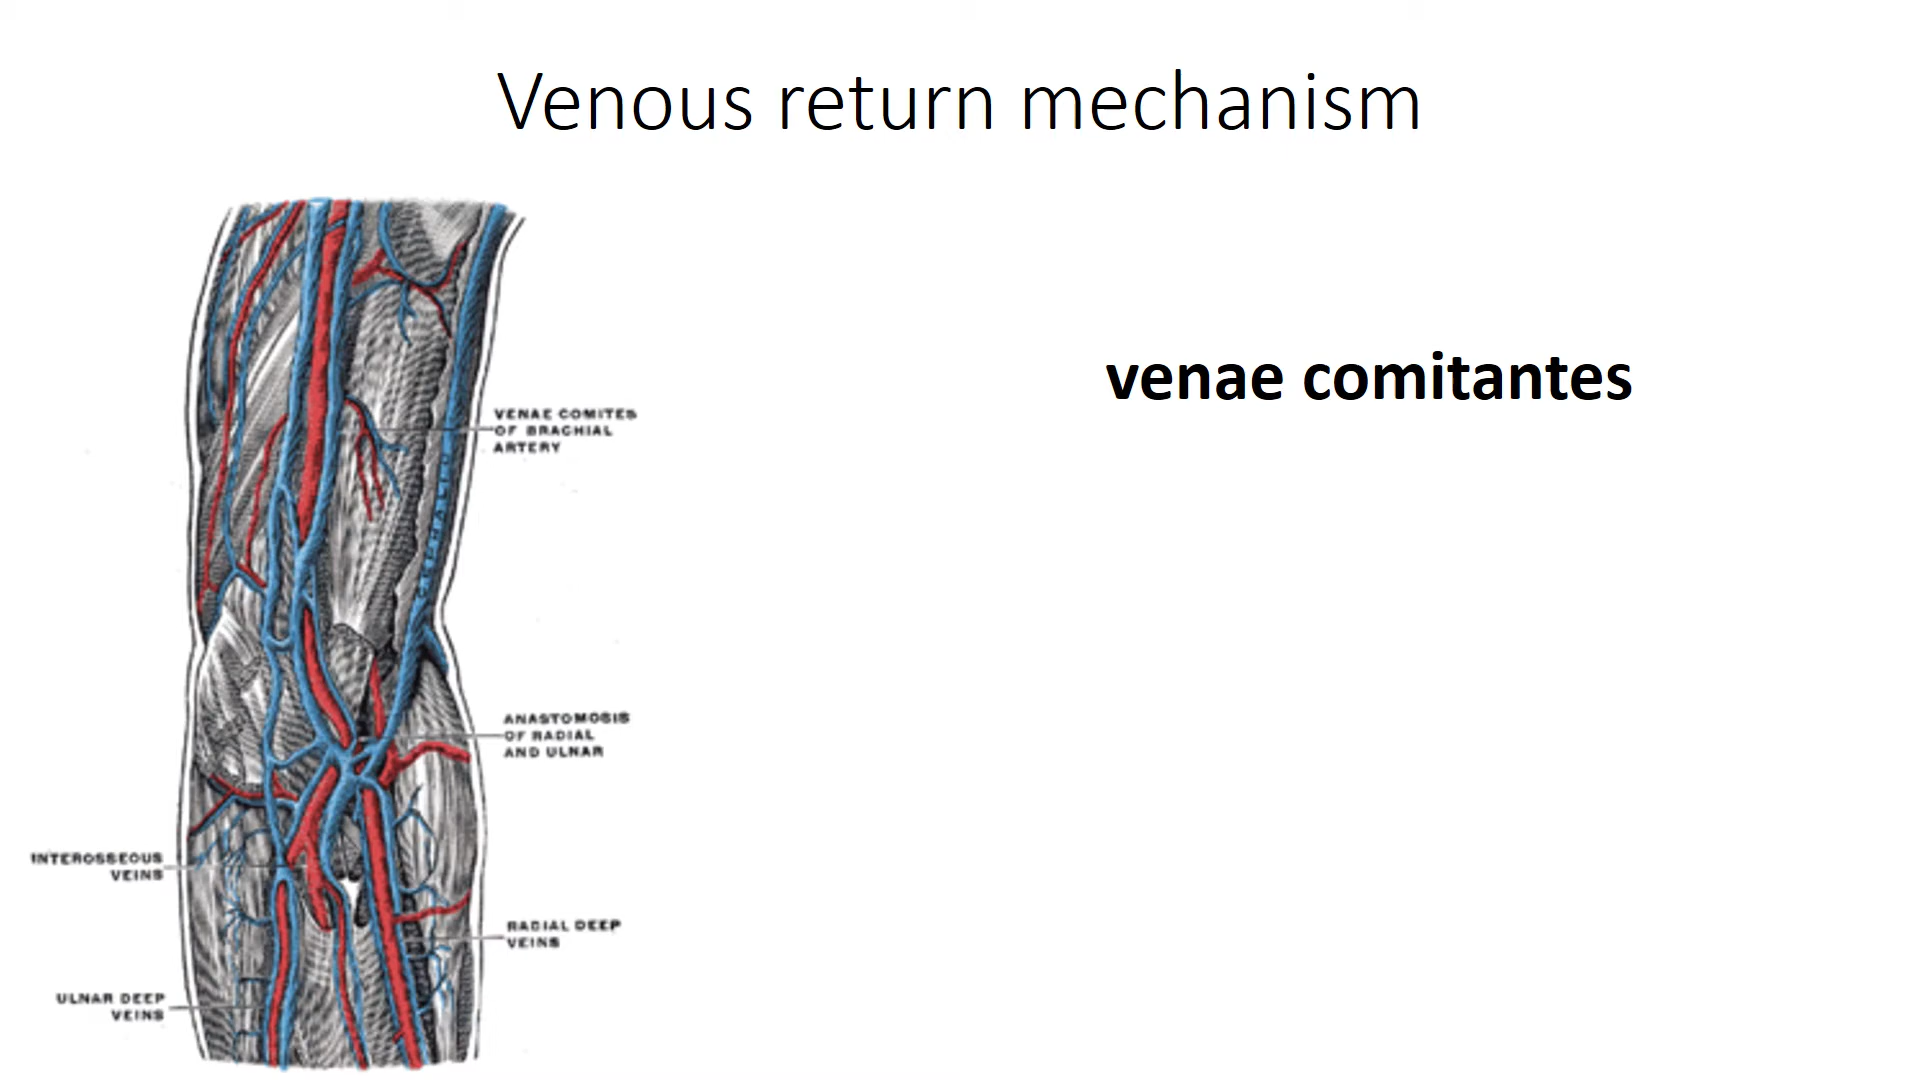 Venous return mechanism
venae comitantes
VENAE COMITES
OF BRACHIAL
ARTERY
CEPHALIC
ANASTOMOSIS
OF RADIAL
AND ULNAR
INTEROSSEOUS
VEINS
RADIAL DEEP
VEINS
ULNAR DEEP
VEINS